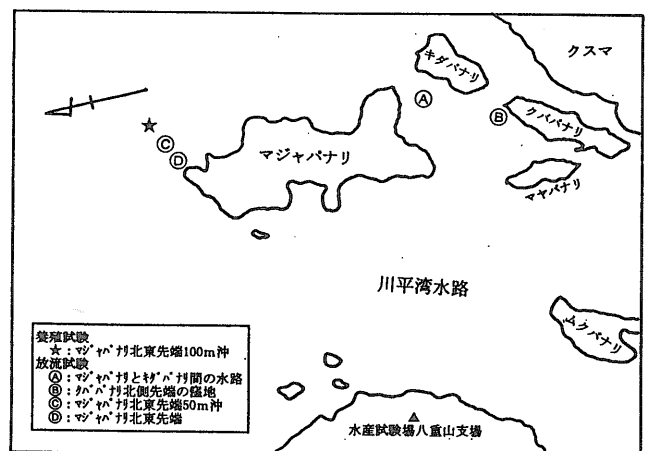 クスマ
キダパナリ
Ⓐ
Ⓑ
クバパナリ
★
Ⓒ
Ⓓ
マジャパナリ
マヤパナリ
川平湾水路
ムクパナリ
養殖試験
☆：マジャパナリ北東先端100m沖
放流試験
Ⓐ：マジャパナリとキダパナリ間の水路
Ⓑ：クバパナリ北側先端の窪地
Ⓒ：マジャパナリ北東先端50m沖
Ⓓ：マジャパナリ北東先端
水産試験場八重山支場